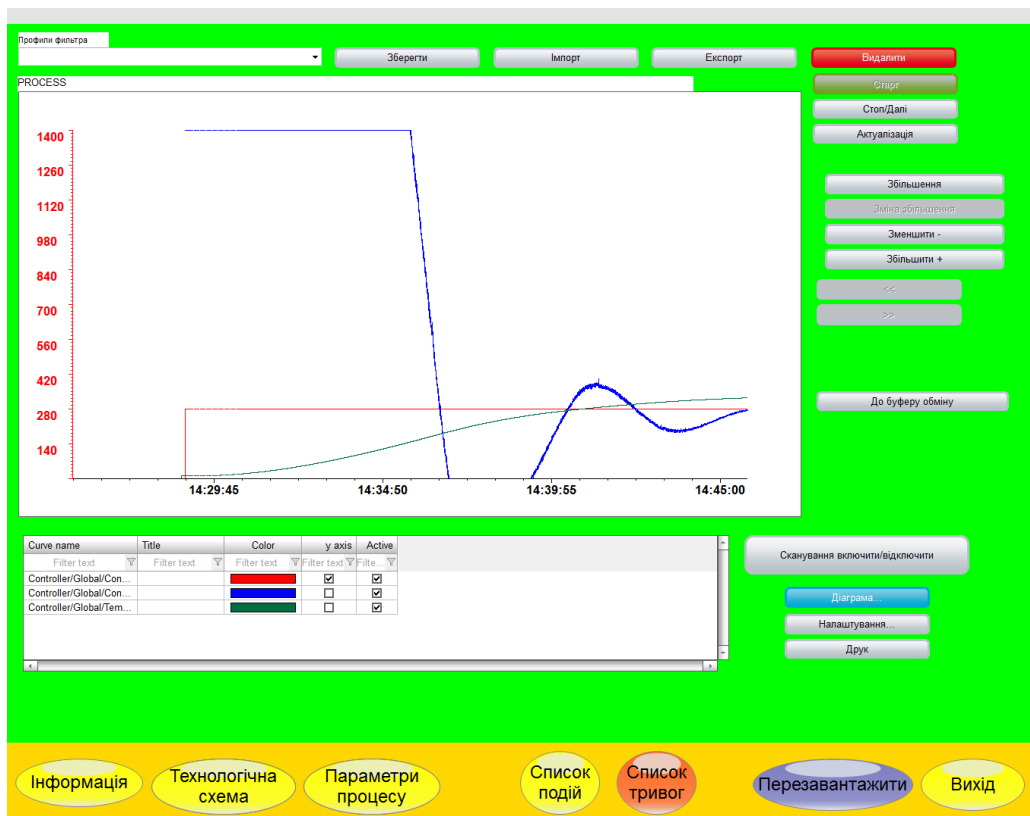 Профили фильтра
Зберегти
Імпорт
Експорт
Видалити
PROCESS
Старт
Стоп/Далі
Актуалізація
1400
1260
1120
980
840
700
560
420
280
140
14:29:45
14:34:50
14:39:55
14:45:00
Збільшення
Зміна збільшення
Зменшити -
Збільшити +
<<
>>
До буферу обміну
Curve name Title Color y axis Active
Filter text Filter text Filter text Filter text Filte...
Controller/Global/Con...
Controller/Global/Con...
Controller/Global/Tem...
Сканування включити/відключити
Діаграма...
Налаштування...
Друк
Інформація
Технологічна
схема
Параметри
процесу
Список
подій
Список
тривог
Перезавантажити
Вихід